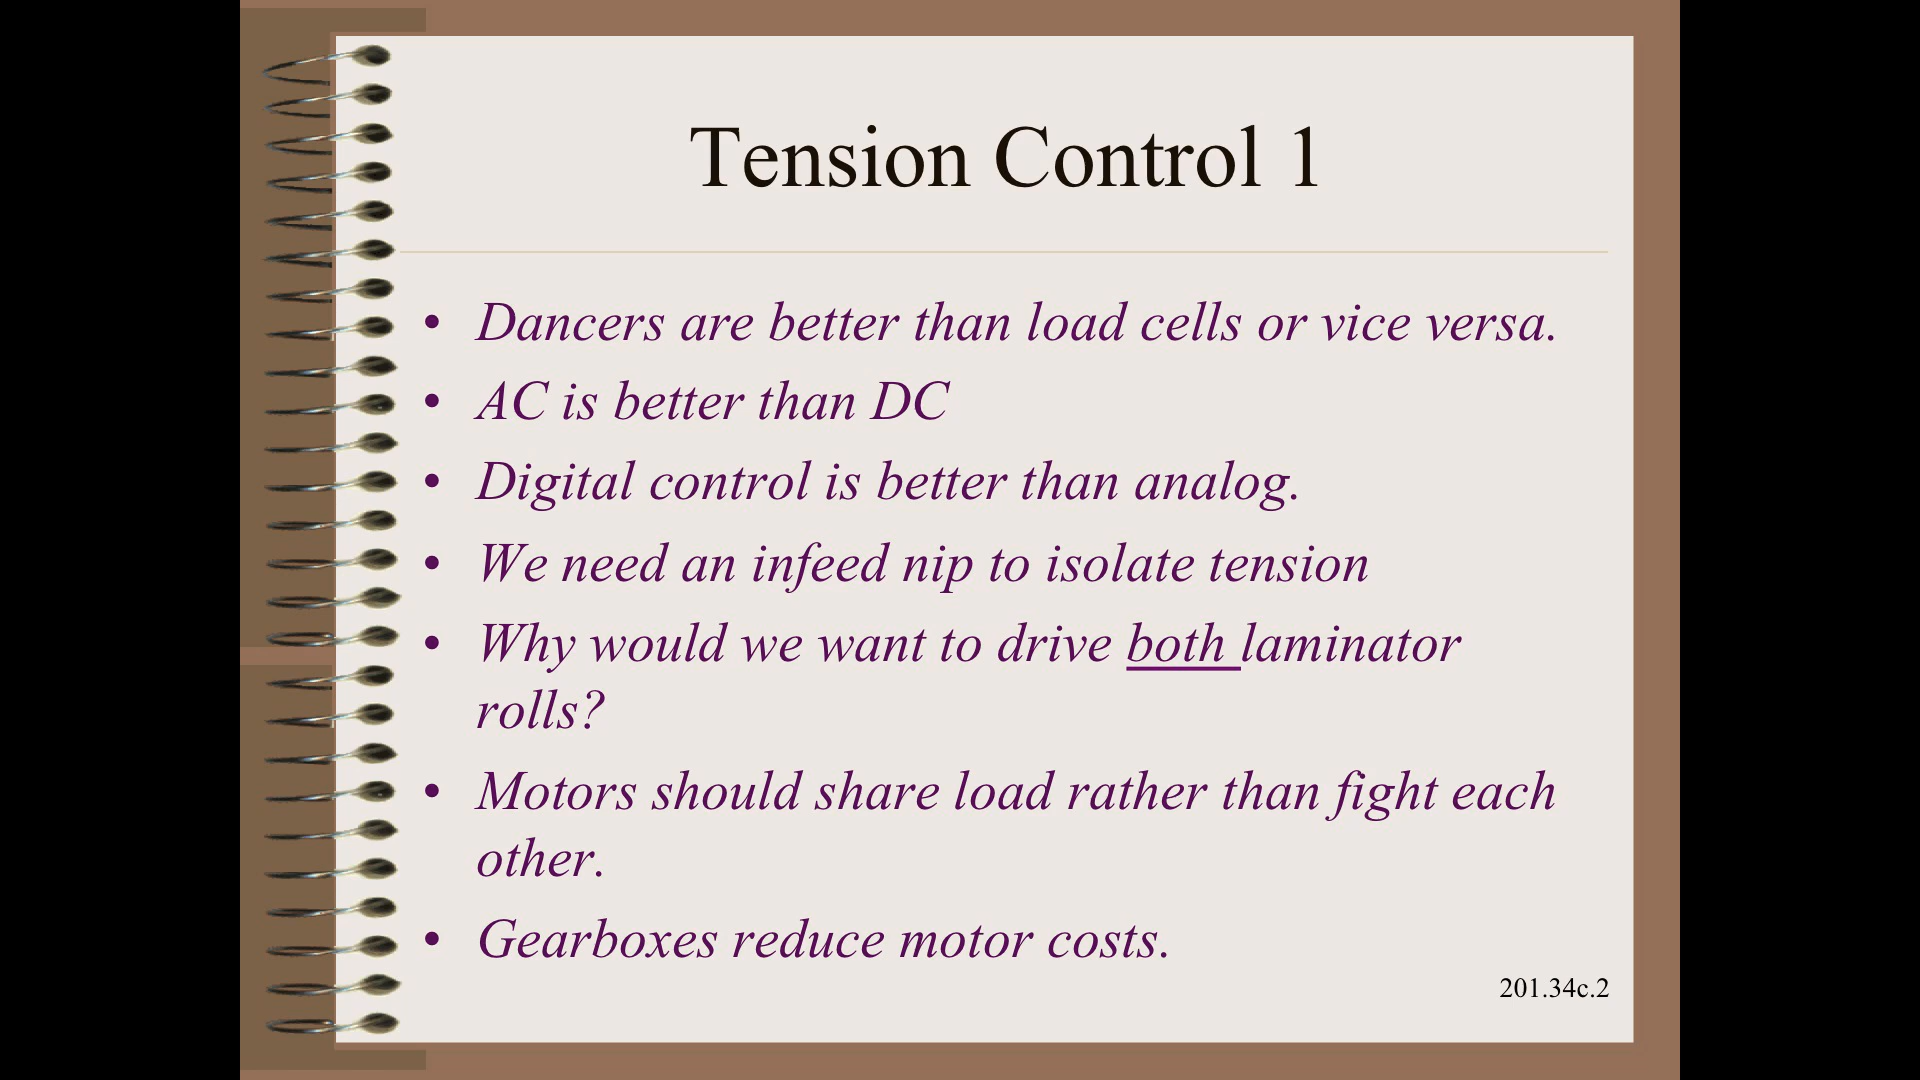 Tension Control 1
• Dancers are better than load cells or vice versa.
• AC is better than DC
• Digital control is better than analog.
• We need an infeed nip to isolate tension
• Why would we want to drive both laminator
rolls?
• Motors should share load rather than fight each
other.
• Gearboxes reduce motor costs.
201.34c.2